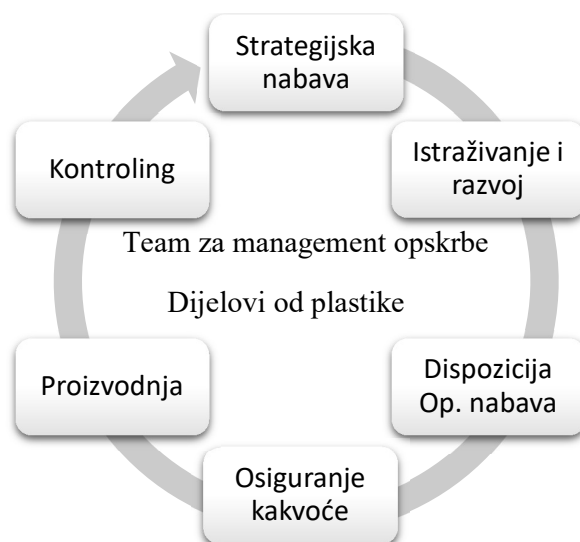 Strategijska
nabava
Istraživanje i
razvoj
Dispozicija
Op. nabava
Osiguranje
kakvoće
Proizvodnja
Kontroling
Team za management opskrbe
Dijelovi od plastike